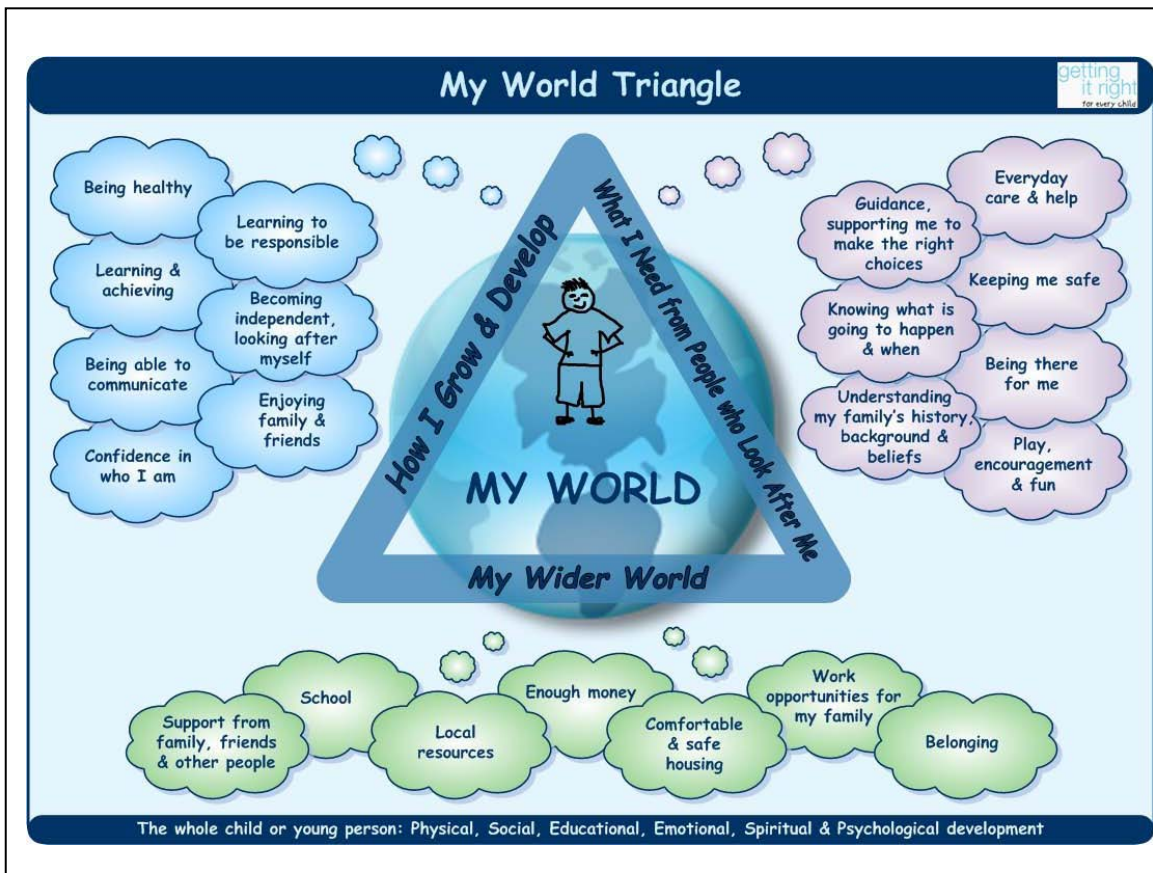 My World Triangle
getting
it right
for every child
Being healthy
Learning to
be responsible
Learning &
achieving
Becoming
independent,
looking after
myself
Being able to
communicate
Enjoying
family &
friends
Confidence in
who I am
How I Grow & Develop
What I Need from People who Look After Me
MY WORLD
My Wider World
Everyday
care & help
Guidance,
supporting me to
make the right
choices
Keeping me safe
Knowing what is
going to happen
& when
Being there
for me
Understanding
my family's history,
background &
beliefs
Play,
encouragement
& fun
Support from
family, friends
& other people
School
Local
resources
Enough money
Comfortable
& safe
housing
Work
opportunities for
my family
Belonging
The whole child or young person: Physical, Social, Educational, Emotional, Spiritual & Psychological development